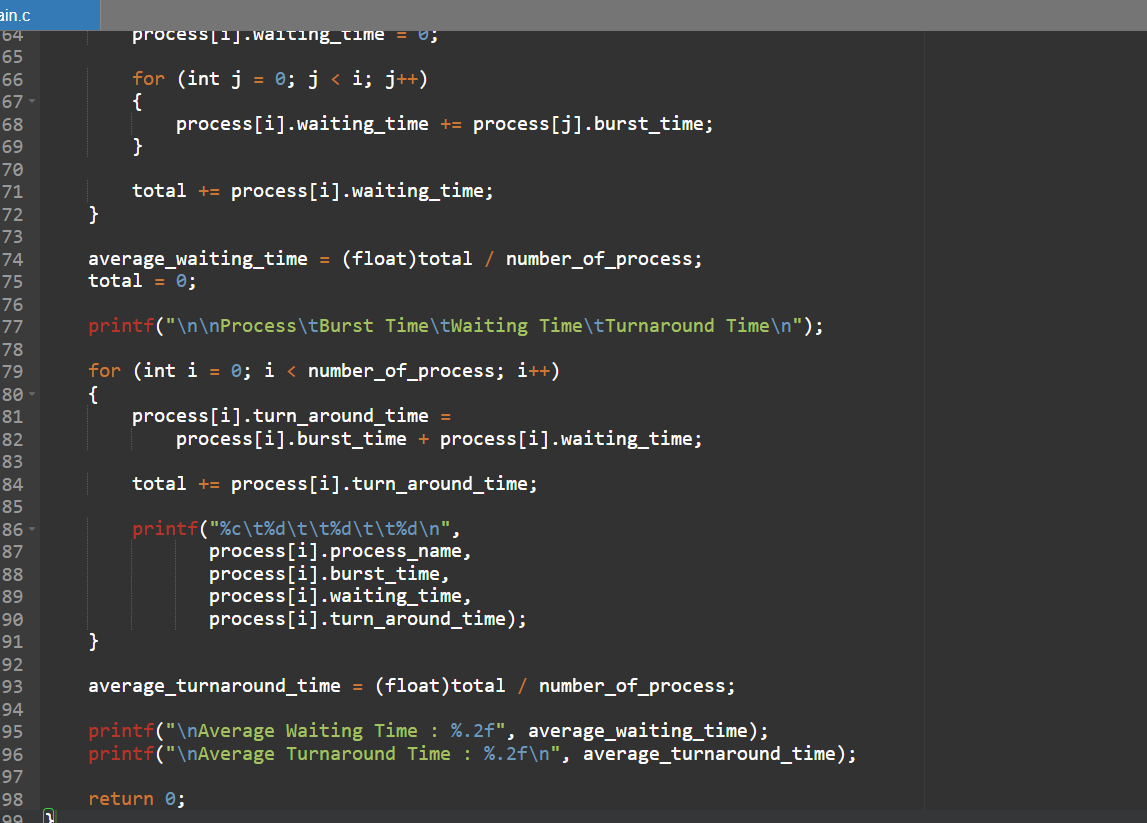 ain.c
64 process[i].waiting_time = 0;
65
66 for (int j = 0; j < i; j++)
67 {
68 process[i].waiting_time += process[j].burst_time;
69 }
70
71 total += process[i].waiting_time;
72 }
73
74 average_waiting_time = (float)total / number_of_process;
75 total = 0;
76
77 printf("\n\nProcess\tBurst Time\tWaiting Time\tTurnaround Time\n");
78
79 for (int i = 0; i < number_of_process; i++)
80 {
81 process[i].turn_around_time =
82 process[i].burst_time + process[i].waiting_time;
83
84 total += process[i].turn_around_time;
85
86 printf("%c\t%d\t\t%d\t\t%d\n",
87 process[i].process_name,
88 process[i].burst_time,
89 process[i].waiting_time,
90 process[i].turn_around_time);
91 }
92
93 average_turnaround_time = (float)total / number_of_process;
94
95 printf("\nAverage Waiting Time : %.2f", average_waiting_time);
96 printf("\nAverage Turnaround Time : %.2f\n", average_turnaround_time);
97
98 return 0;
99 }